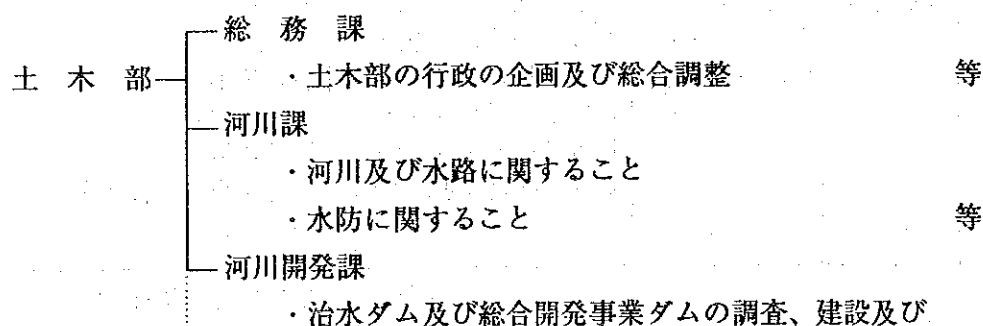 総務課
土木部
・土木部の行政の企画及び総合調整 等
河川課
・河川及び水路に関すること
・水防に関すること 等
河川開発課
・治水ダム及び総合開発事業ダムの調査、建設及び